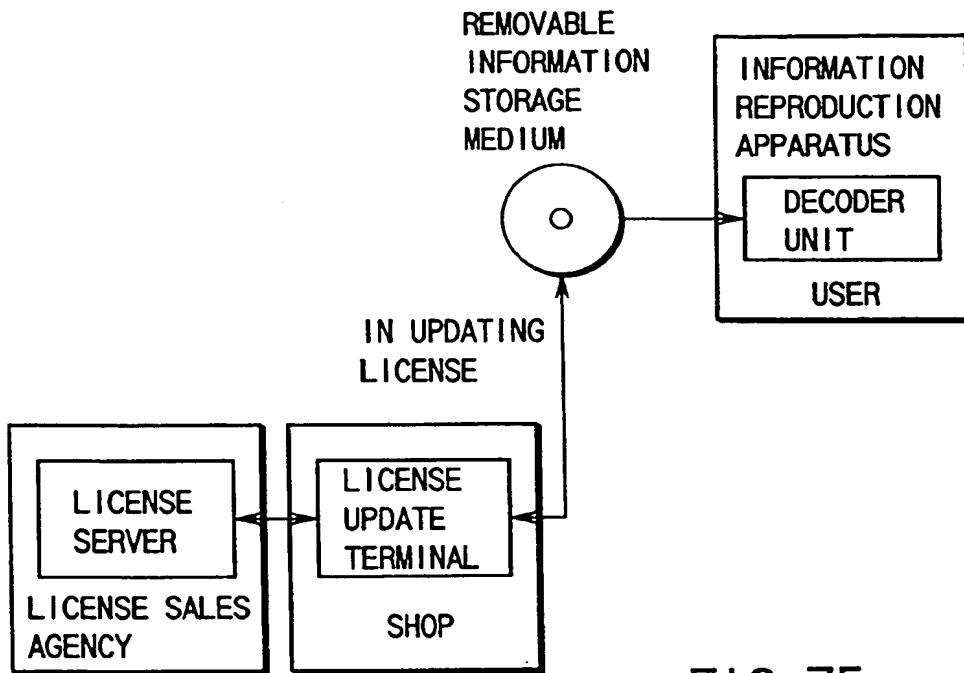 REMOVABLE
INFORMATION
STORAGE
MEDIUM
INFORMATION
REPRODUCTION
APPARATUS
DECODER
UNIT
USER
IN UPDATING
LICENSE
LICENSE
SERVER
LICENSE SALES
AGENCY
LICENSE
UPDATE
TERMINAL
SHOP